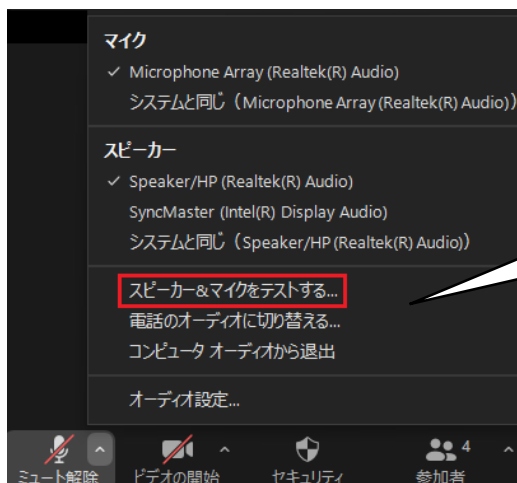 マイク
✓ Microphone Array (Realtek(R) Audio)
システムと同じ (Microphone Array (Realtek(R) Audio))
スピーカー
✓ Speaker/HP (Realtek(R) Audio)
SyncMaster (Intel(R) Display Audio)
システムと同じ (Speaker/HP (Realtek(R) Audio))
スピーカー&マイクをテストする...
電話のオーディオに切り替える...
コンピュータ オーディオから退出
オーディオ設定...
4
ミュート解除 ビデオの開始 セキュリティ 参加者